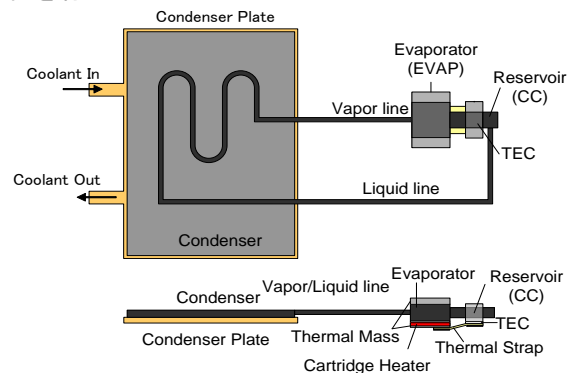 Condenser Plate
Coolant In
Evaporator
(EVAP)
Reservoir
(CC)
Vapor line
TEC
Coolant Out
Liquid line
Condenser
Vapor/Liquid line
Evaporator
Reservoir
(CC)
Condenser
TEC
Condenser Plate
Thermal Mass
Thermal Strap
Cartridge Heater